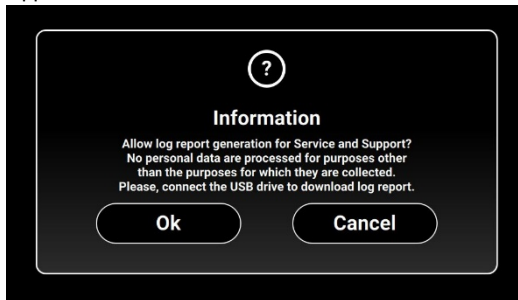 ?
Information
Allow log report generation for Service and Support?
No personal data are processed for purposes other
than the purposes for which they are collected.
Please, connect the USB drive to download log report.
Ok
Cancel